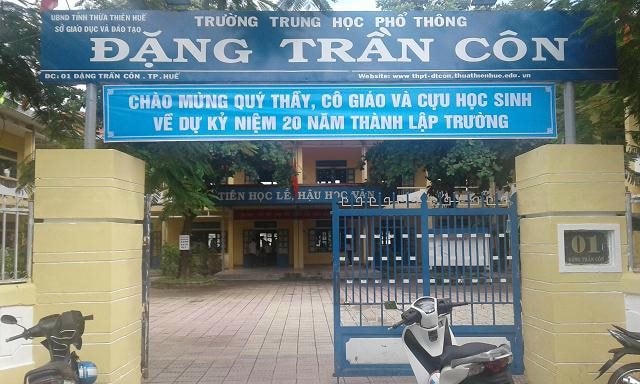 UBND TỈNH THỪA THIÊN HUẾ
SỞ GIÁO DỤC VÀ ĐÀO TẠO
TRƯỜNG TRUNG HỌC PHỔ THÔNG
ĐẶNG TRẦN CÔN
ĐC: 01 ĐẶNG TRẦN CÔN . TP. HUẾ
Website: www.thpt-dtcon.thuathienhue.edu.vn
CHÀO MỪNG QUÝ THẦY, CÔ GIÁO VÀ CỰU HỌC SINH
VỀ DỰ KỶ NIỆM 20 NĂM THÀNH LẬP TRƯỜNG
TIÊN HỌC LỄ, HẬU HỌC VĂN
01
ĐẶNG TRẦN CÔN